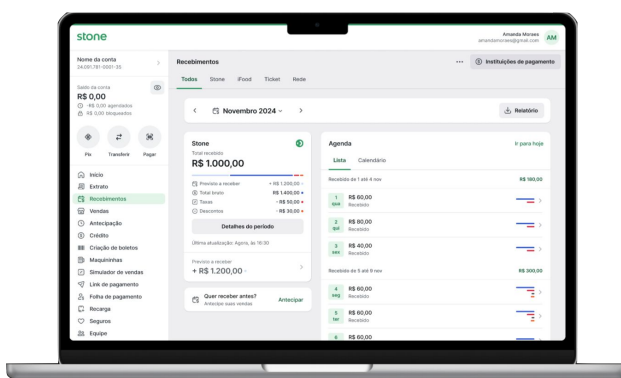 stone
Amanda Moraes
amandamoraes@gmail.com
AM
Nome da conta
24.091.781-0001-35
Saldo da conta
R$ 0,00
-R$ 0,00 agendados
R$ 0,00 bloqueados
Pix
Transferir
Pagar
Início
Extrato
Recebimentos
Vendas
Antecipação
Crédito
Criação de boletos
Maquininhas
Simulador de vendas
Link de pagamento
Folha de pagamento
Recarga
Seguros
Equipe
Recebimentos
Instituições de pagamento
Todos Stone iFood Ticket Rede
Novembro 2024
Relatório
Stone
Total recebido
R$ 1.000,00
Previsto a receber + R$ 1.200,00
Total bruto R$ 1.400,00
Taxas - R$ 50,00
Descontos - R$ 30,00
Detalhes do período
Última atualização: Agora, às 16:30
Previsto a receber
+ R$ 1.200,00
Quer receber antes?
Antecipe suas vendas
Antecipar
Agenda
Ir para hoje
Lista Calendário
Recebido de 1 até 4 nov R$ 180,00
1 R$ 60,00
qua Recebido
2 R$ 80,00
qui Recebido
3 R$ 40,00
sex Recebido
Recebido de 5 até 8 nov R$ 300,00
4 R$ 60,00
seg Recebido
5 R$ 60,00
ter Recebido
6 R$ 60,00